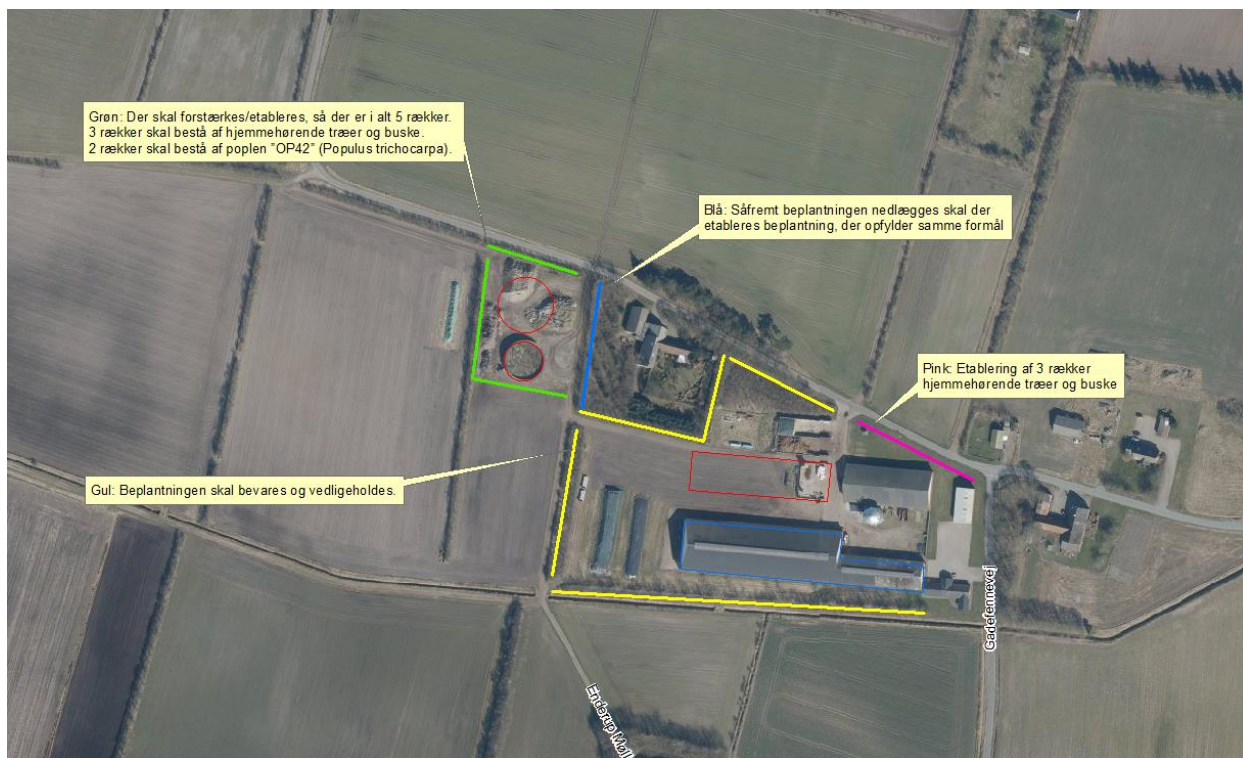 Grøn: Der skal forstærkes/etableres, så der er i alt 5 rækker.
3 rækker skal bestå af hjemmehørende træer og buske.
2 rækker skal bestå af poplen "OP42" (Populus trichocarpa).
Blå: Såfremt beplantningen nedlægges skal der
etableres beplantning, der opfylder samme formål
Pink: Etablering af 3 rækker
hjemmehørende træer og buske
Gul: Beplantningen skal bevares og vedligeholdes.
Gadefennevej
Enderup Møll